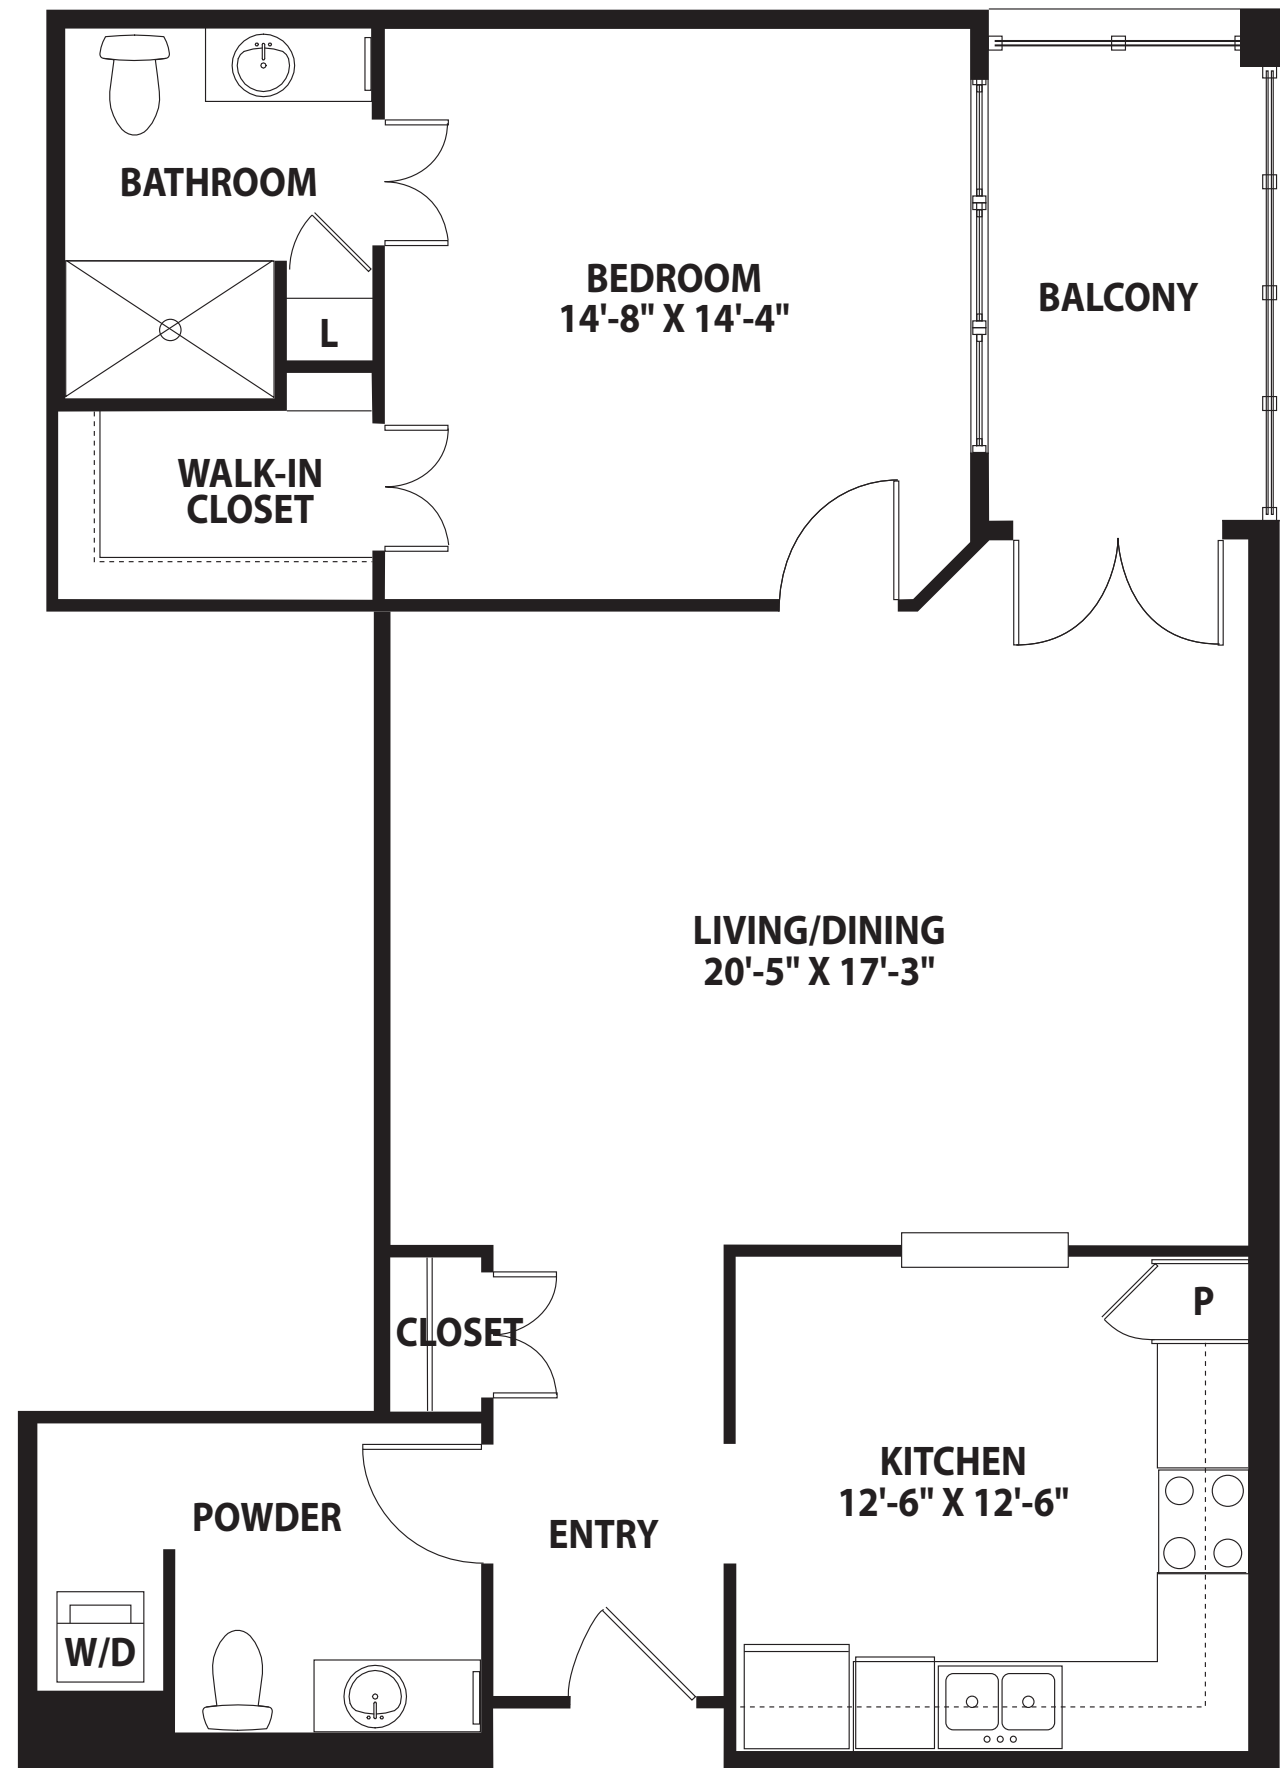 BATHROOM
BEDROOM
14'-8" X 14'-4"
BALCONY
L
WALK-IN
CLOSET
LIVING/DINING
20'-5" X 17'-3"
P
CLOSET
KITCHEN
12'-6" X 12'-6"
POWDER
ENTRY
W/D